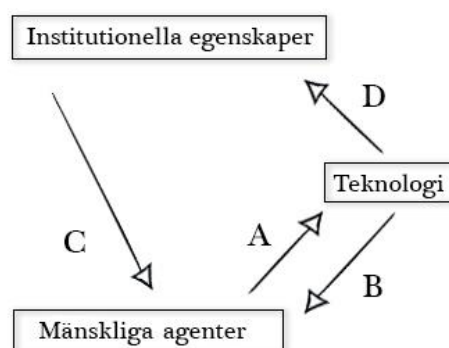 Institutionella egenskaper
D
Teknologi
A
C
B
Mänskliga agenter